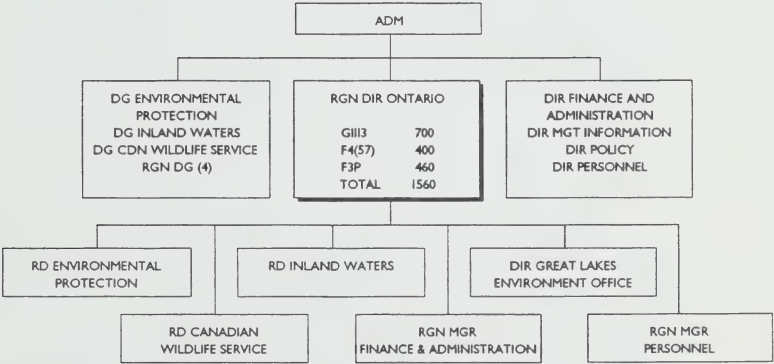 ADM
DG ENVIRONMENTAL
PROTECTION
DG INLAND WATERS
DG CDN WILDLIFE SERVICE
RGN DG (4)
RGN DIR ONTARIO
GIII3 700
F4(57) 400
F3P 460
TOTAL 1560
DIR FINANCE AND
ADMINISTRATION
DIR MGT INFORMATION
DIR POLICY
DIR PERSONNEL
RD ENVIRONMENTAL
PROTECTION
RD INLAND WATERS
DIR GREAT LAKES
ENVIRONMENT OFFICE
RD CANADIAN
WILDLIFE SERVICE
RGN MGR
FINANCE & ADMINISTRATION
RGN MGR
PERSONNEL